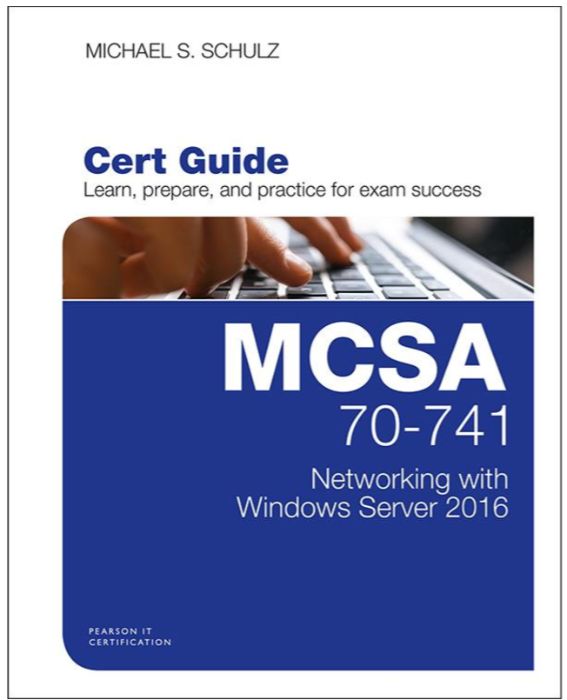 MICHAEL S. SCHULZ
Cert Guide
Learn, prepare, and practice for exam success
MCSA
70-741
Networking with
Windows Server 2016
PEARSON IT
CERTIFICATION